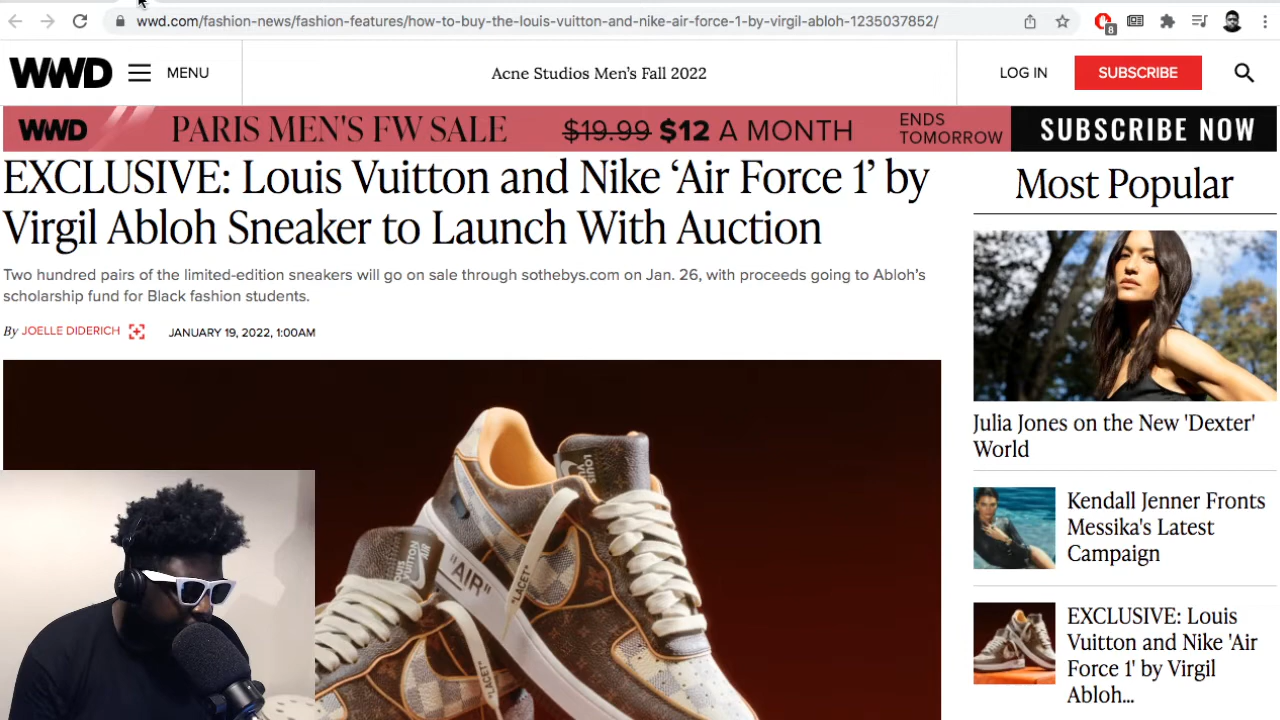 wwd.com/fashion-news/fashion-features/how-to-buy-the-louis-vuitton-and-nike-air-force-1-by-virgil-abloh-1235037852/
8
WWD MENU
Acne Studios Men's Fall 2022
LOG IN
SUBSCRIBE
WWD PARIS MEN'S FW SALE $19.99 $12 A MONTH ENDS TOMORROW SUBSCRIBE NOW
EXCLUSIVE: Louis Vuitton and Nike ‘Air Force 1’ by
Virgil Abloh Sneaker to Launch With Auction
Two hundred pairs of the limited-edition sneakers will go on sale through sothebys.com on Jan. 26, with proceeds going to Abloh's
scholarship fund for Black fashion students.
By JOELLE DIDERICH JANUARY 19, 2022, 1:00AM
LOUIS VUITTON
AIR
LOUIS
"AIR"
"LACET"
"LACET"
Most Popular
Julia Jones on the New 'Dexter'
World
Kendall Jenner Fronts
Messika's Latest
Campaign
EXCLUSIVE: Louis
Vuitton and Nike 'Air
Force 1' by Virgil
Abloh...